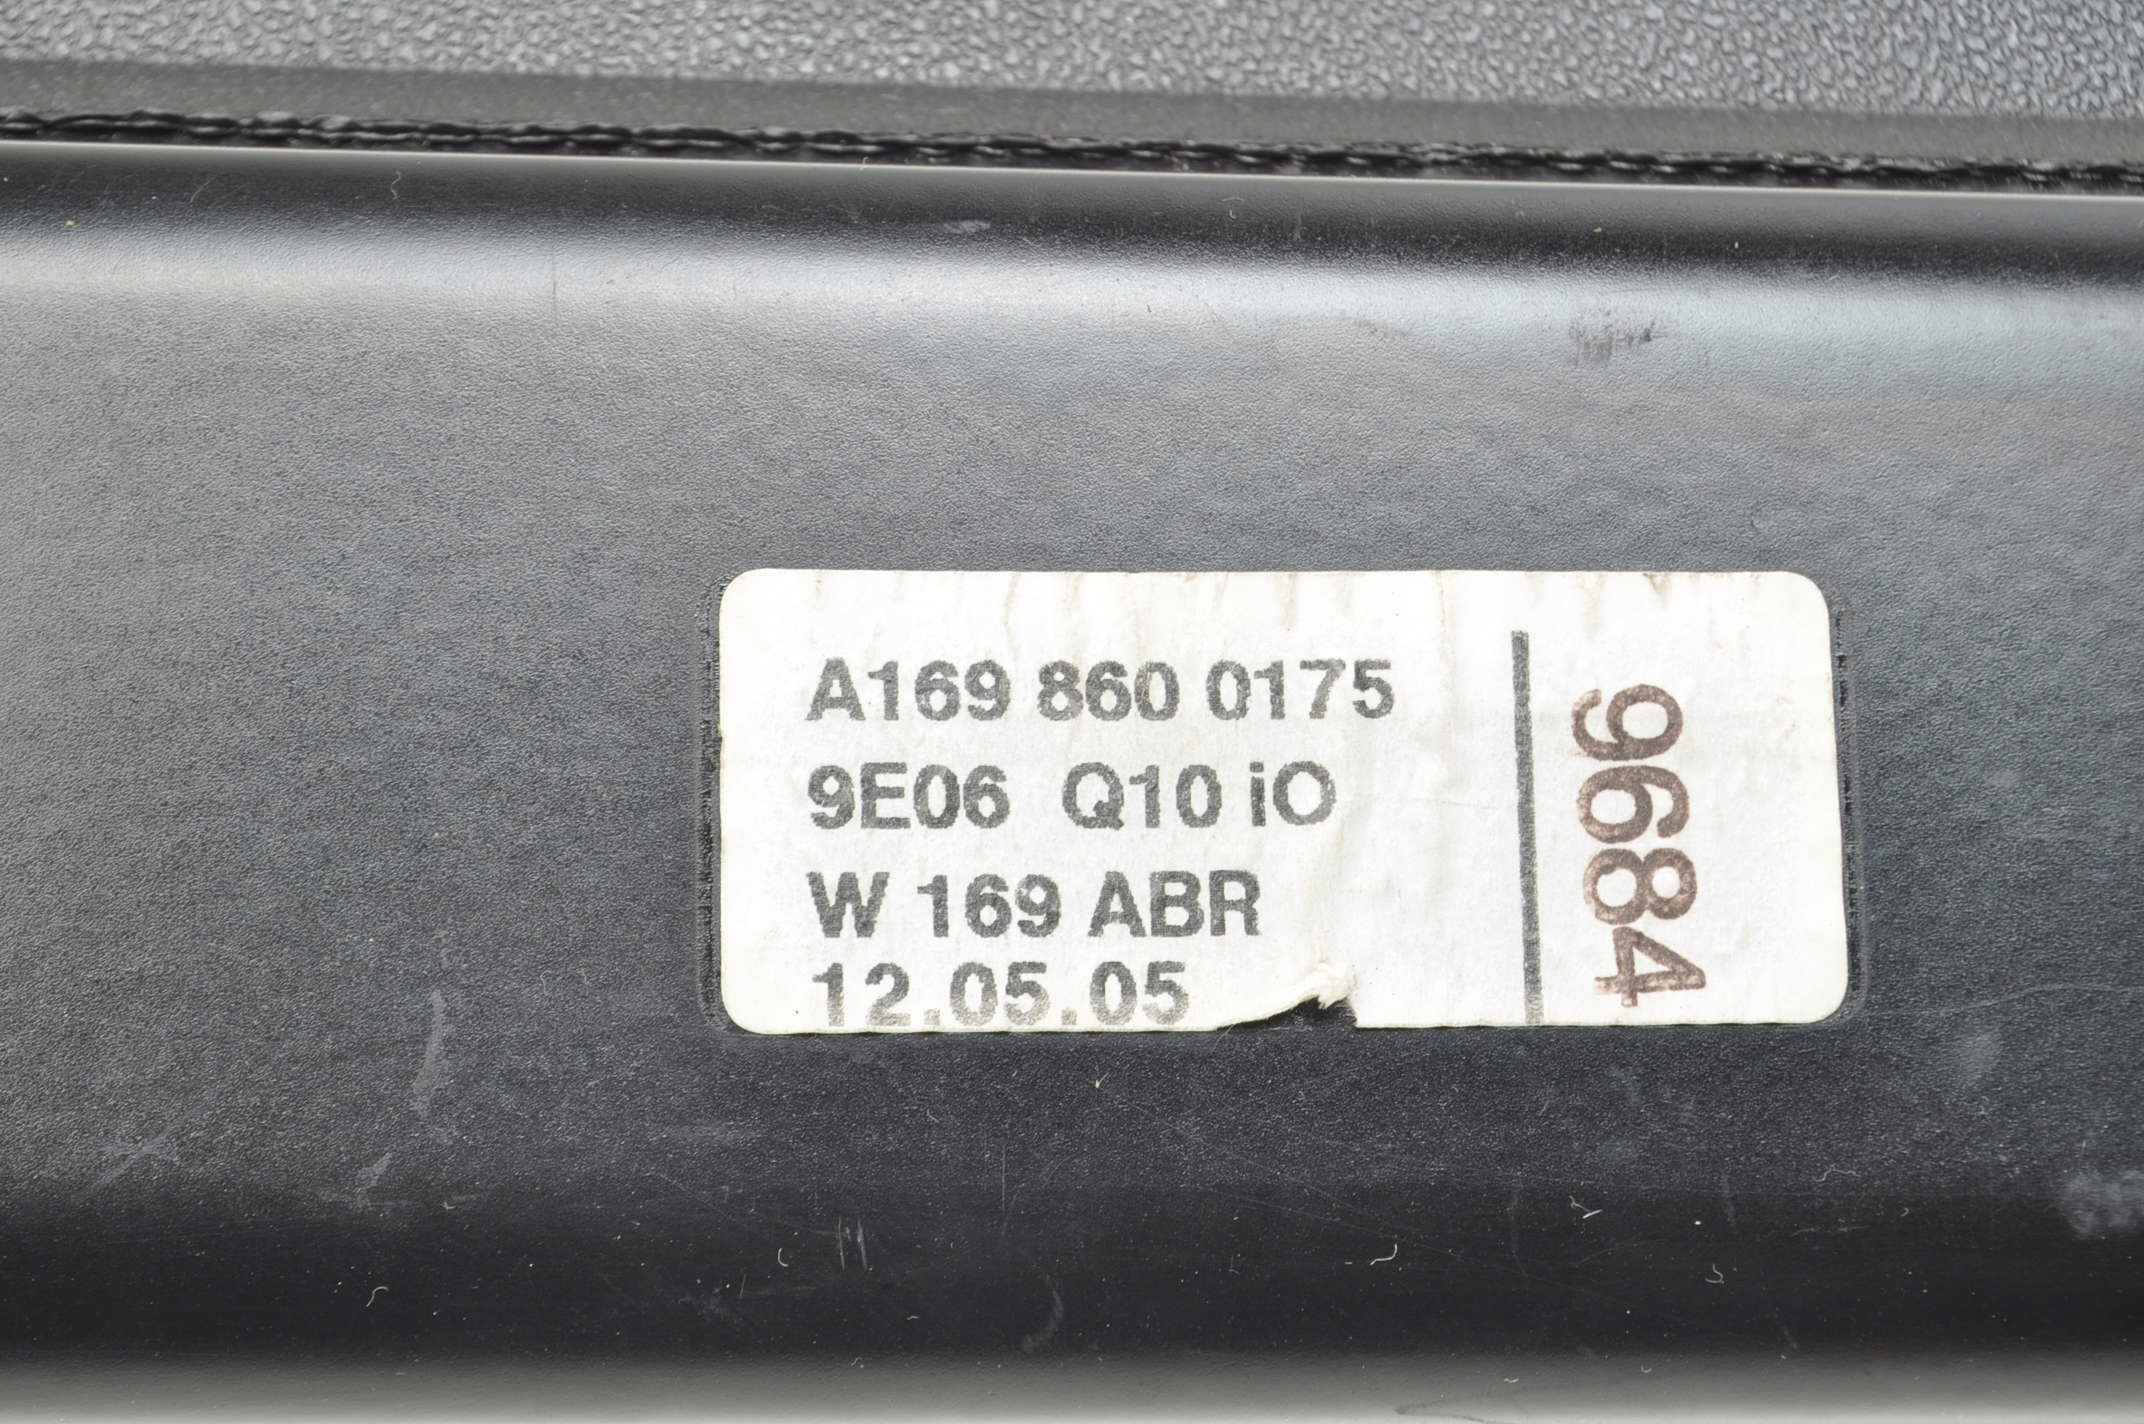 A169 860 0175
9E06 Q10 iO
W 169 ABR
12.05.05
9684